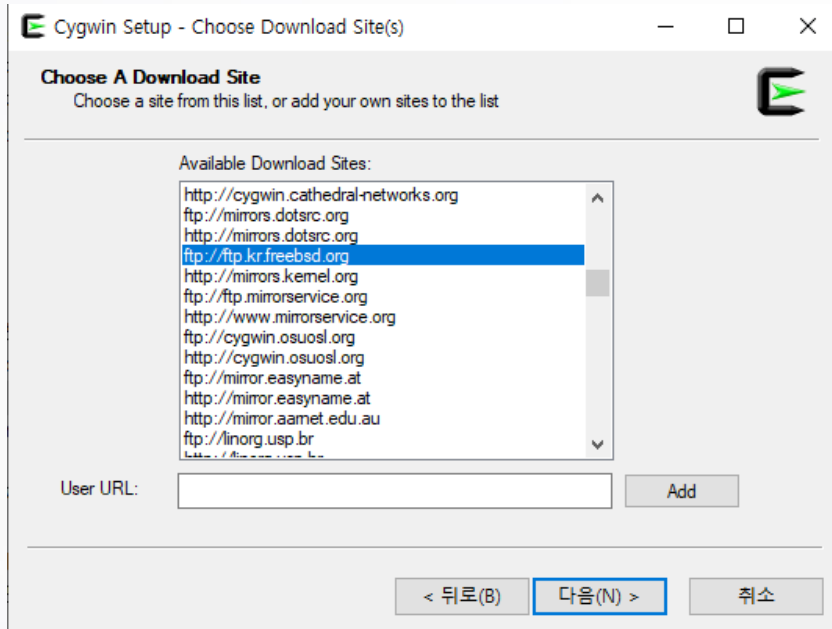 Cygwin Setup - Choose Download Site(s)
Choose A Download Site
Choose a site from this list, or add your own sites to the list
Available Download Sites:
http://cygwin.cathedral-networks.org
ftp://mirrors.dotsrc.org
http://mirrors.dotsrc.org
ftp://ftp.kr.freebsd.org
http://mirrors.kernel.org
ftp://ftp.mirrorservice.org
http://www.mirrorservice.org
ftp://cygwin.osuosl.org
http://cygwin.osuosl.org
ftp://mirror.easyname.at
http://mirror.easyname.at
http://mirror.aarnet.edu.au
ftp://linorg.usp.br
User URL:
Add
< 뒤로(B)
다음(N) >
취소